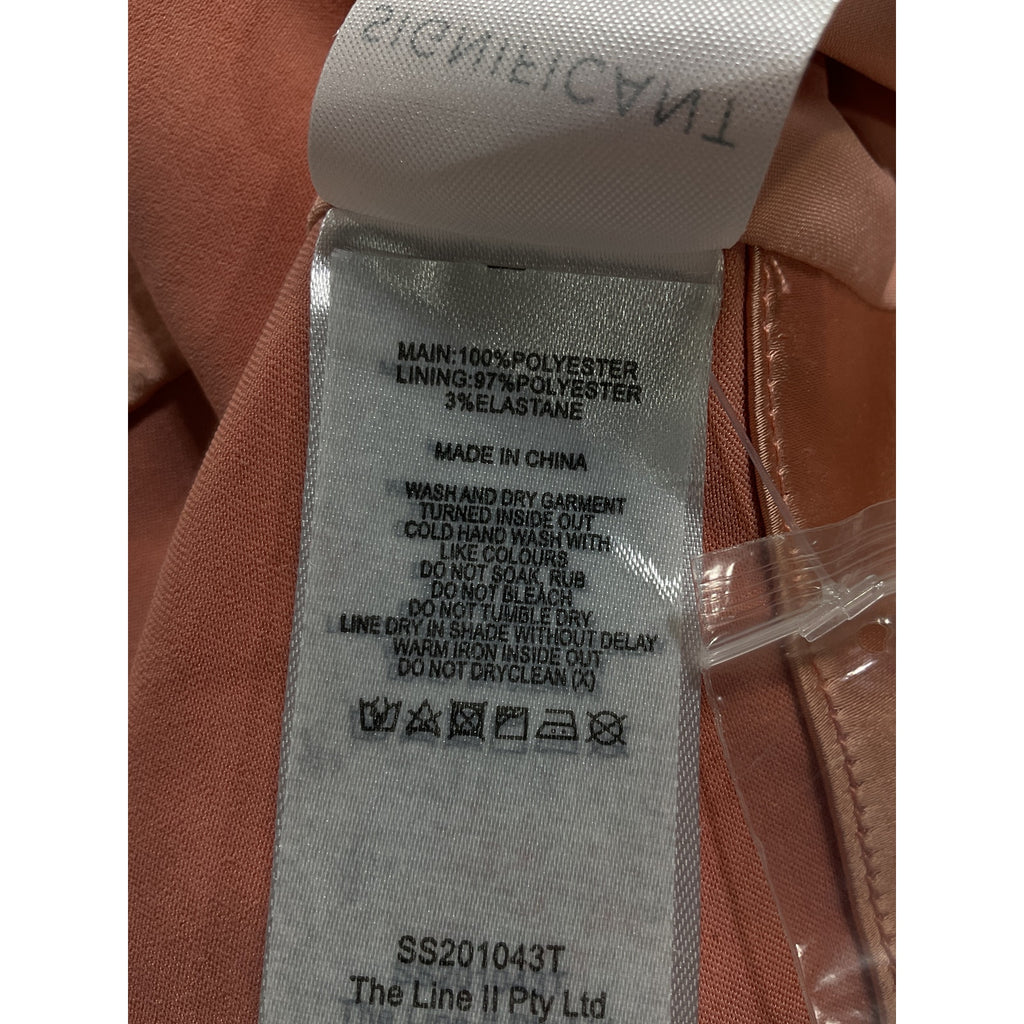 SIGNIFICANT
MAIN:100%POLYESTER
LINING:97%POLYESTER
3%ELASTANE
MADE IN CHINA
WASH AND DRY GARMENT
TURNED INSIDE OUT
COLD HAND WASH WITH
LIKE COLOURS
DO NOT SOAK, RUB
DO NOT BLEACH
DO NOT TUMBLE DRY
LINE DRY IN SHADE WITHOUT DELAY
WARM IRON INSIDE OUT
DO NOT DRYCLEAN (X)
SS201043T
The Line II Pty Ltd